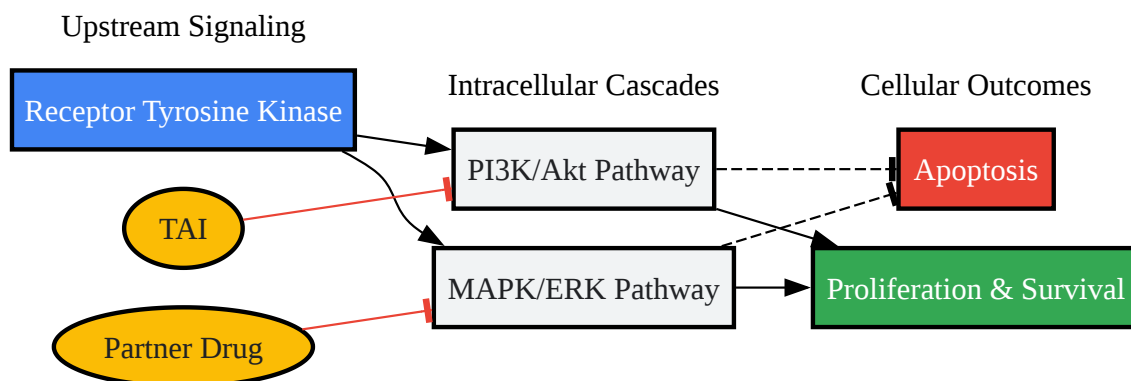 Upstream Signaling
Receptor Tyrosine Kinase
TAI
Partner Drug
Intracellular Cascades
PI3K/Akt Pathway
MAPK/ERK Pathway
Cellular Outcomes
Apoptosis
Proliferation & Survival